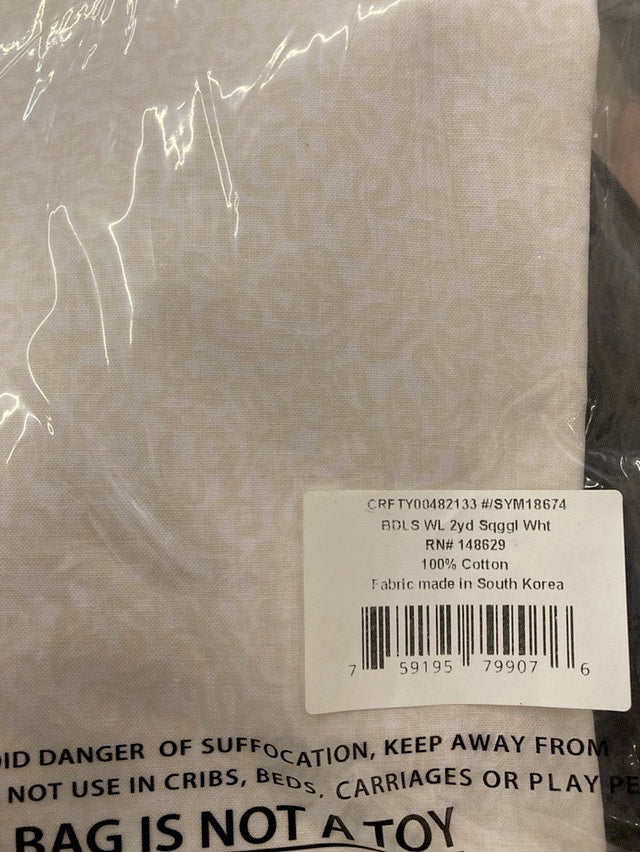 CRFTY00482133 #/SYM18674
BDLS WL 2yd Sqggl Wht
RN# 148629
100% Cotton
Fabric made in South Korea
7 59195 79907 6
ID DANGER OF SUFFOCATION, KEEP AWAY FROM
NOT USE IN CRIBS, BEDS, CARRIAGES OR PLAY PE
BAG IS NOT A TOY